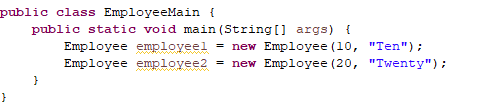 public class EmployeeMain {
    public static void main(String[] args) {
        Employee employee1 = new Employee(10, "Ten");
        Employee employee2 = new Employee(20, "Twenty");
    }
}